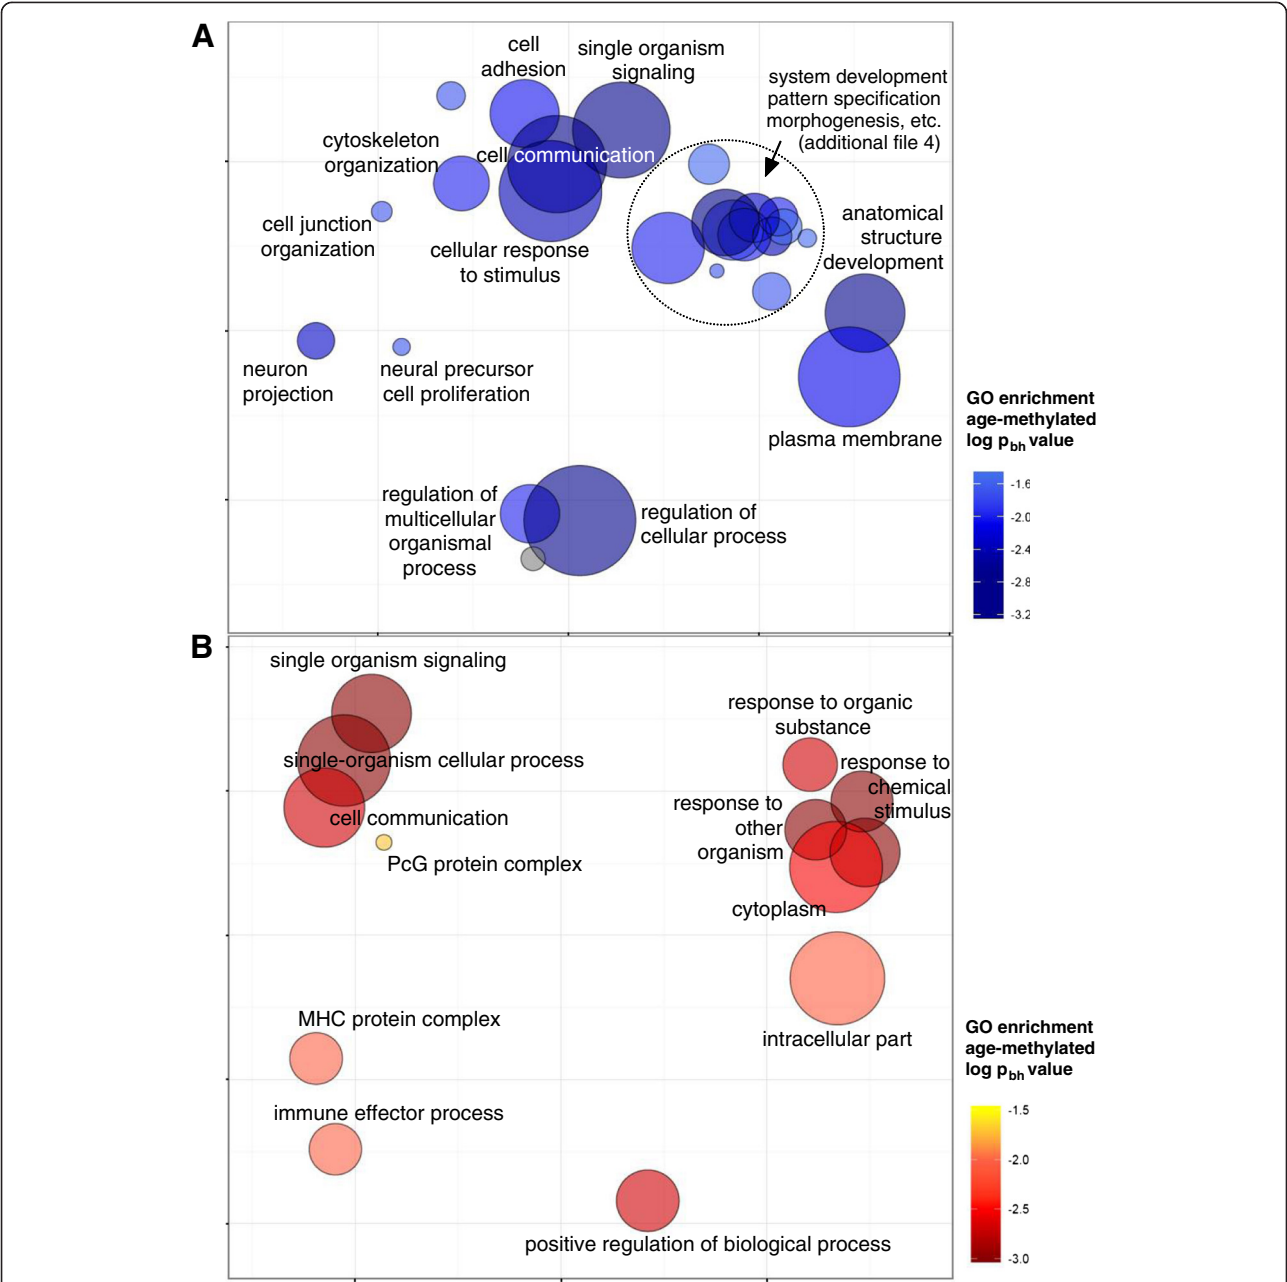 A
cell
adhesion
single organism
signaling
system development
pattern specification
morphogenesis, etc.
(additional file 4)
cytoskeleton
organization
cell communication
cell junction
organization
cellular response
to stimulus
anatomical
structure
development
neuron
projection
neural precursor
cell proliferation
plasma membrane
regulation of
multicellular
organismal
process
regulation of
cellular process
GO enrichment
age-methylated
log pbh value
-1.6
-2.0
-2.4
-2.8
-3.2
B
single organism signaling
single-organism cellular process
cell communication
PcG protein complex
response to organic
substance
response to
chemical
stimulus
response to
other
organism
cytoplasm
intracellular part
MHC protein complex
immune effector process
positive regulation of biological process
GO enrichment
age-methylated
log pbh value
-1.5
-2.0
-2.5
-3.0